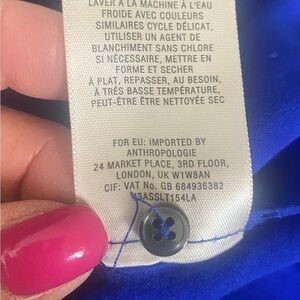 LAVER À LA MACHINE À L'EAU
FROIDE AVEC COULEURS
SIMILAIRES CYCLE DÉLICAT,
UTILISER UN AGENT DE
BLANCHIMENT SANS CHLORE
SI NÉCESSAIRE, METTRE EN
FORME ET SECHER
À PLAT, REPASSER, AU BESOIN,
À TRÈS BASSE TEMPÉRATURE,
PEUT-ÊTRE ÊTRE NETTOYÉE SEC
FOR EU: IMPORTED BY
ANTHROPOLOGIE
24 MARKET PLACE, 3RD FLOOR,
LONDON, UK W1W8AN
CIF: VAT No. GB 684936382